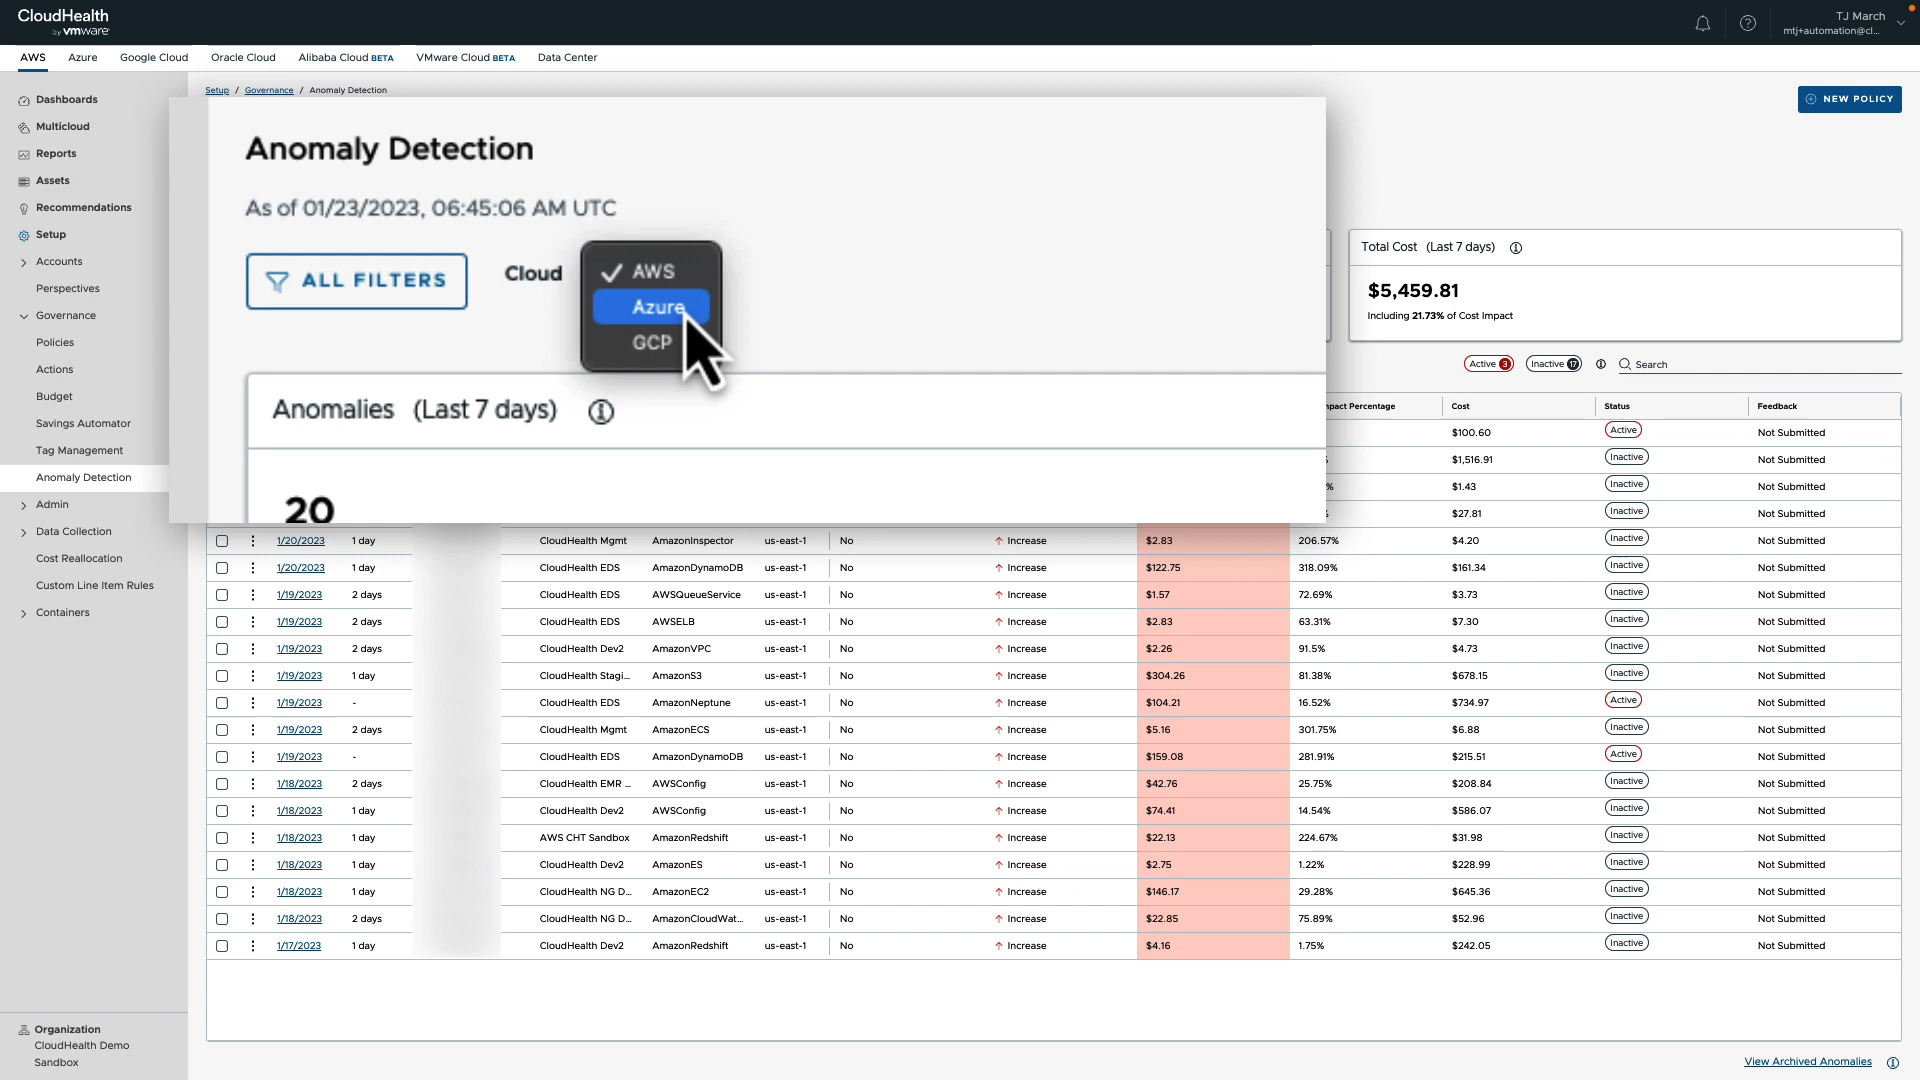 CloudHealth
by vmware
TJ March
mtj+automation@cl...
AWS
Azure
Google Cloud
Oracle Cloud
Alibaba Cloud BETA
VMware Cloud BETA
Data Center
Dashboards
Multicloud
Reports
Assets
Recommendations
Setup
Accounts
Perspectives
Governance
Policies
Actions
Budget
Savings Automator
Tag Management
Anomaly Detection
Admin
Data Collection
Cost Reallocation
Custom Line Item Rules
Containers
Organization
CloudHealth Demo
Sandbox
Setup / Governance / Anomaly Detection
NEW POLICY
Anomaly Detection
As of 01/23/2023, 06:45:06 AM UTC
ALL FILTERS
Cloud
AWS
Azure
GCP
Anomalies (Last 7 days)
20
Total Cost (Last 7 days)
$5,459.81
Including 21.73% of Cost Impact
Active 3 Inactive 17 Search
Percentage Cost Status Feedback
$100.60 Active Not Submitted
$1,516.91 Inactive Not Submitted
% $1.43 Inactive Not Submitted
$27.81 Inactive Not Submitted
1/20/2023 1 day CloudHealth Mgmt AmazonInspector us-east-1 No Increase $2.83 206.57% $4.20 Inactive Not Submitted
1/20/2023 1 day CloudHealth EDS AmazonDynamoDB us-east-1 No Increase $122.75 318.09% $161.34 Inactive Not Submitted
1/19/2023 2 days CloudHealth EDS AWSQueueService us-east-1 No Increase $1.57 72.69% $3.73 Inactive Not Submitted
1/19/2023 2 days CloudHealth EDS AWSELB us-east-1 No Increase $2.83 63.31% $7.30 Inactive Not Submitted
1/19/2023 2 days CloudHealth Dev2 AmazonVPC us-east-1 No Increase $2.26 91.5% $4.73 Inactive Not Submitted
1/19/2023 1 day CloudHealth Stagi... AmazonS3 us-east-1 No Increase $304.26 81.38% $678.15 Inactive Not Submitted
1/19/2023 - CloudHealth EDS AmazonNeptune us-east-1 No Increase $104.21 16.52% $734.97 Active Not Submitted
1/19/2023 2 days CloudHealth Mgmt AmazonECS us-east-1 No Increase $5.16 301.75% $6.88 Inactive Not Submitted
1/19/2023 - CloudHealth EDS AmazonDynamoDB us-east-1 No Increase $159.08 281.91% $215.51 Active Not Submitted
1/18/2023 2 days CloudHealth EMR ... AWSConfig us-east-1 No Increase $42.76 25.75% $208.84 Inactive Not Submitted
1/18/2023 1 day CloudHealth Dev2 AWSConfig us-east-1 No Increase $74.41 14.54% $586.07 Inactive Not Submitted
1/18/2023 1 day AWS CHT Sandbox AmazonRedshift us-east-1 No Increase $22.13 224.67% $31.98 Inactive Not Submitted
1/18/2023 1 day CloudHealth Dev2 AmazonES us-east-1 No Increase $2.75 1.22% $228.99 Inactive Not Submitted
1/18/2023 1 day CloudHealth NG D... AmazonEC2 us-east-1 No Increase $146.17 29.28% $645.36 Inactive Not Submitted
1/18/2023 2 days CloudHealth NG D... AmazonCloudWat... us-east-1 No Increase $22.85 75.89% $52.96 Inactive Not Submitted
1/17/2023 1 day CloudHealth Dev2 AmazonRedshift us-east-1 No Increase $4.16 1.75% $242.05 Inactive Not Submitted
View Archived Anomalies